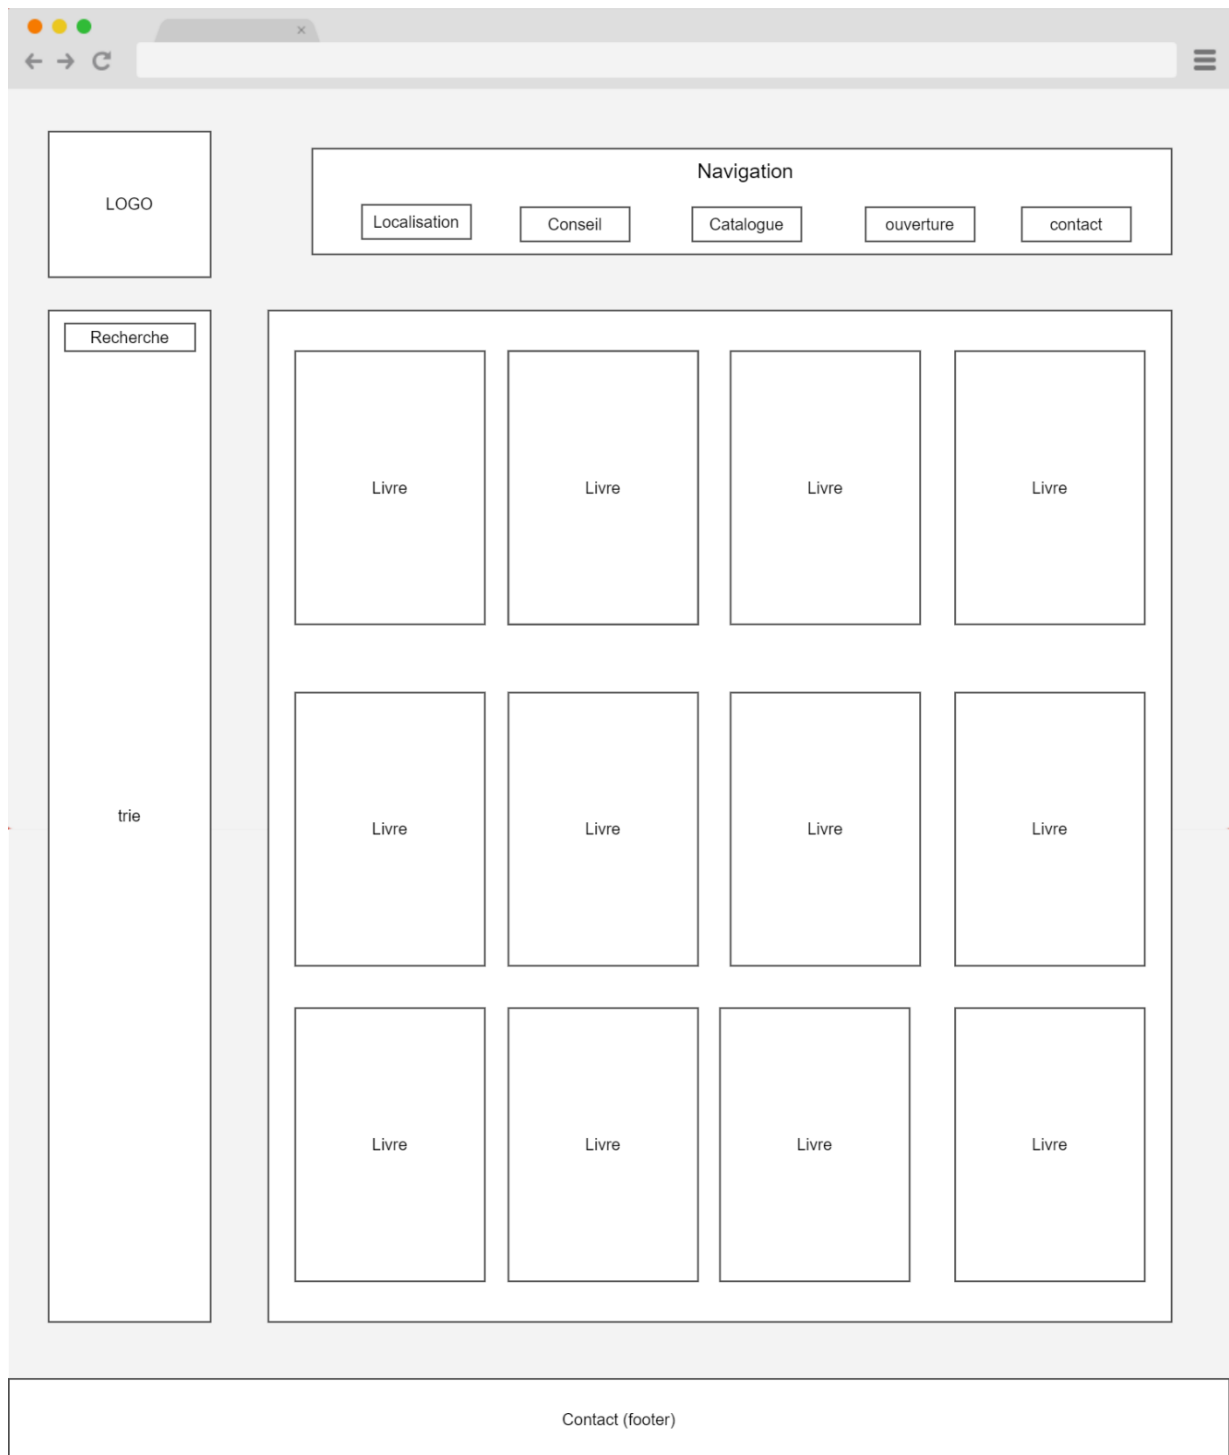 LOGO
Navigation
Localisation
Conseil
Catalogue
ouverture
contact
Recherche
trie
Livre
Livre
Livre
Livre
Livre
Livre
Livre
Livre
Livre
Livre
Livre
Livre
Contact (footer)